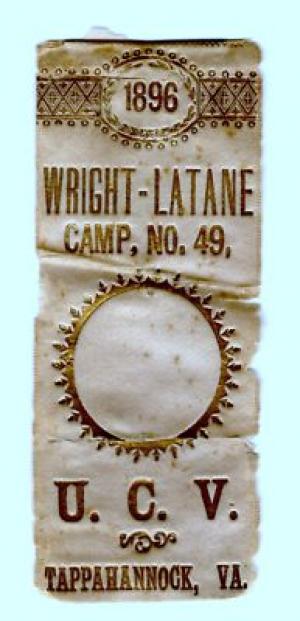 1896
WRIGHT-LATANE
CAMP, NO. 49,
U. C. V.
TAPPAHANNOCK, VA.